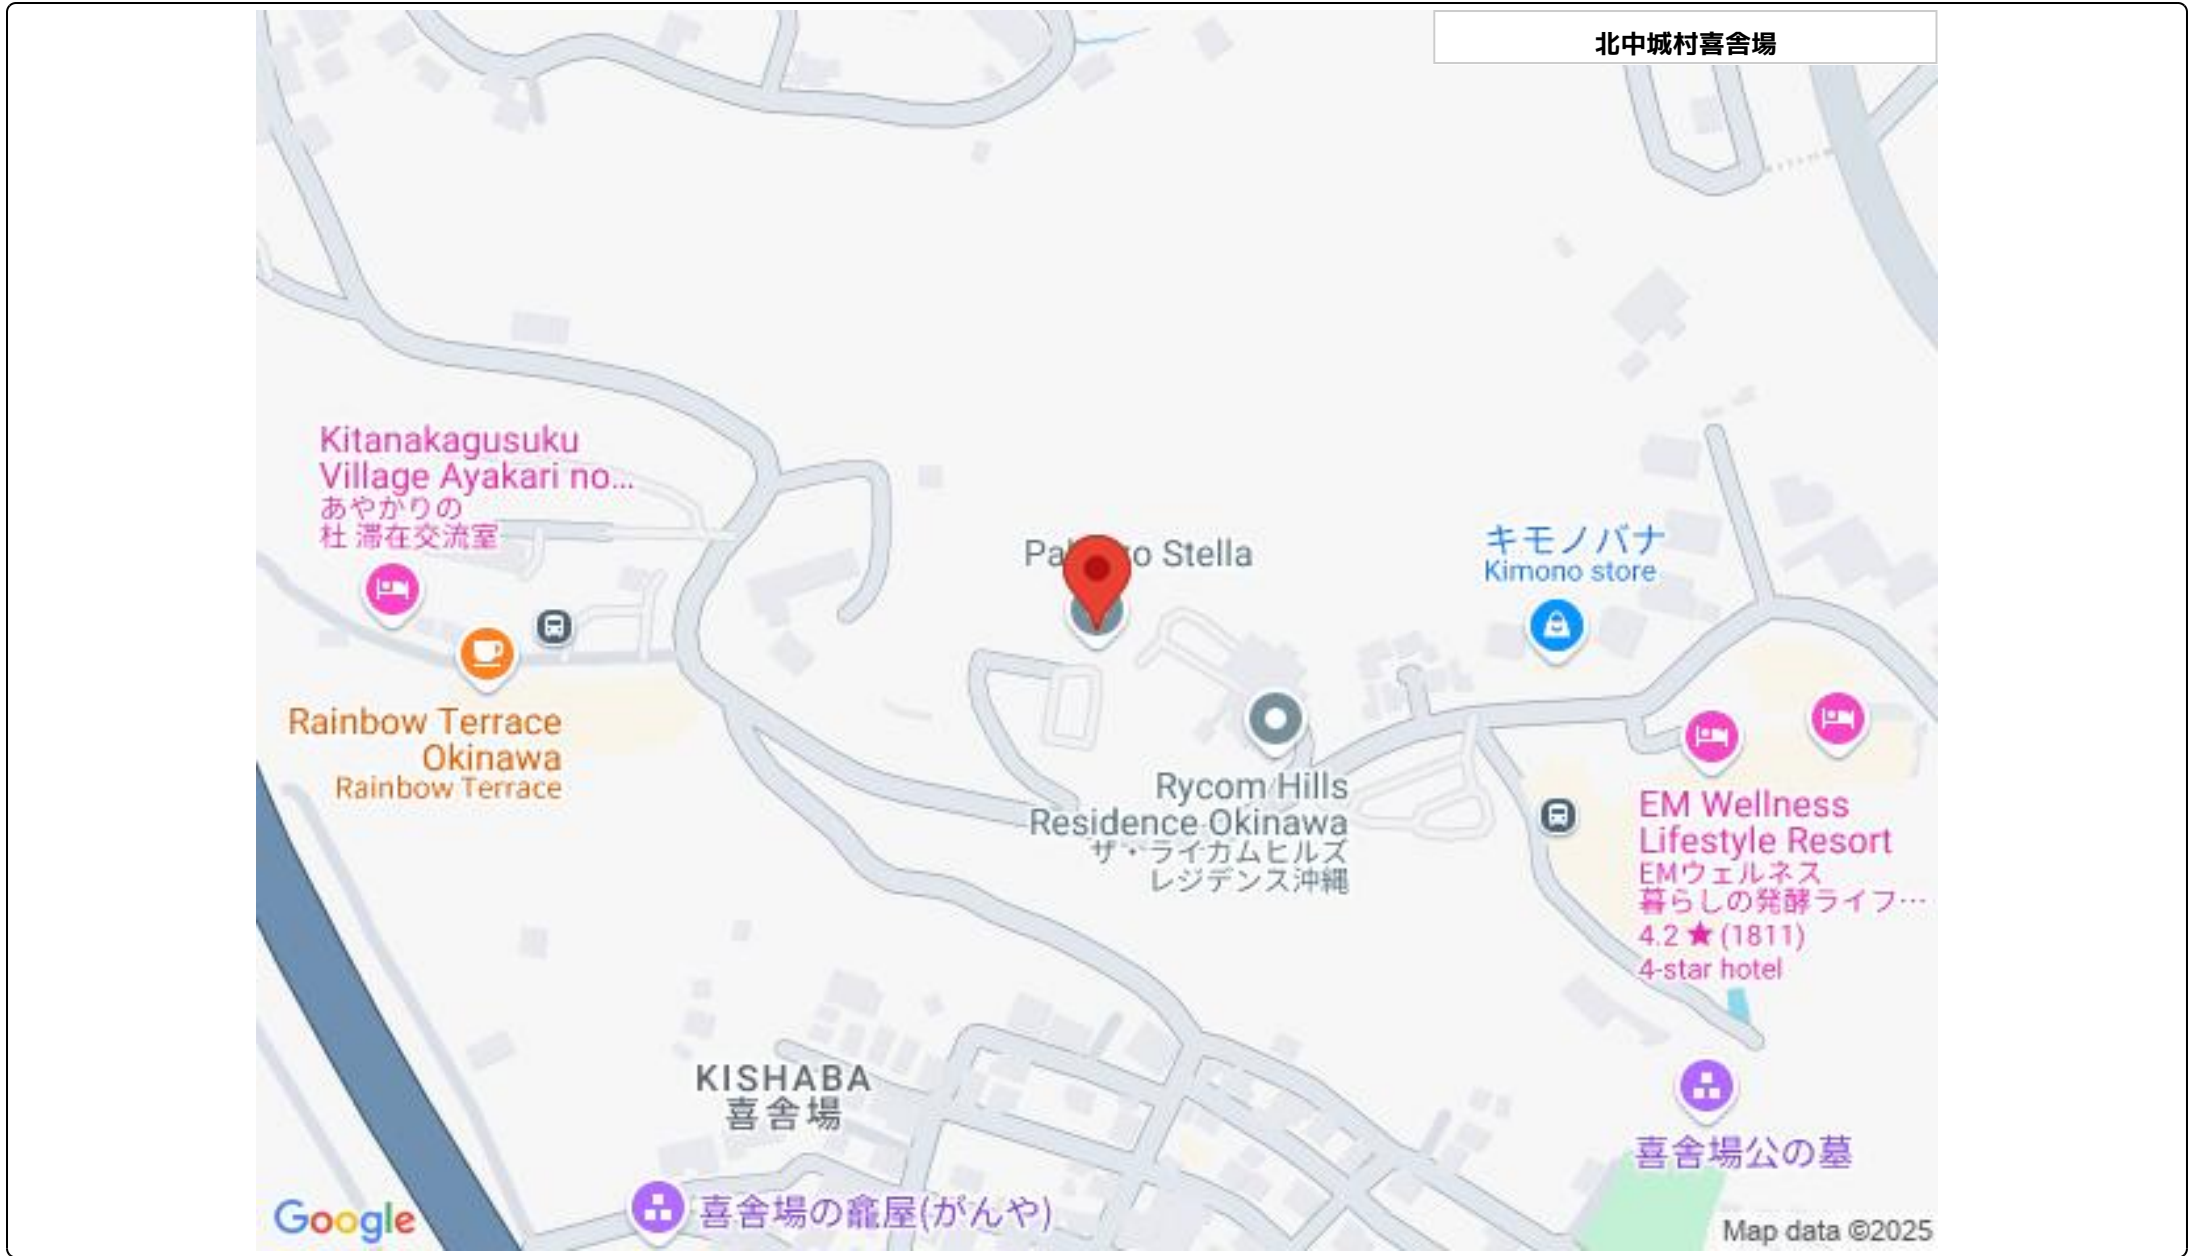 北中城村喜舎場
Kitanakagusuku
Village Ayakari no...
あやかりの
杜 滞在交流室
Stella
キモノバナ
Kimono store
Rainbow Terrace
Okinawa
Rainbow Terrace
Rycom Hills
Residence Okinawa
ザ・ライカムヒルズ
レジデンス沖縄
EM Wellness
Lifestyle Resort
EMウェルネス
暮らしの発酵ライフ…
4.2 ★ (1811)
4-star hotel
KISHABA
喜舎場
喜舎場公の墓
喜舎場の龕屋(がんや)
Google
Map data ©2025